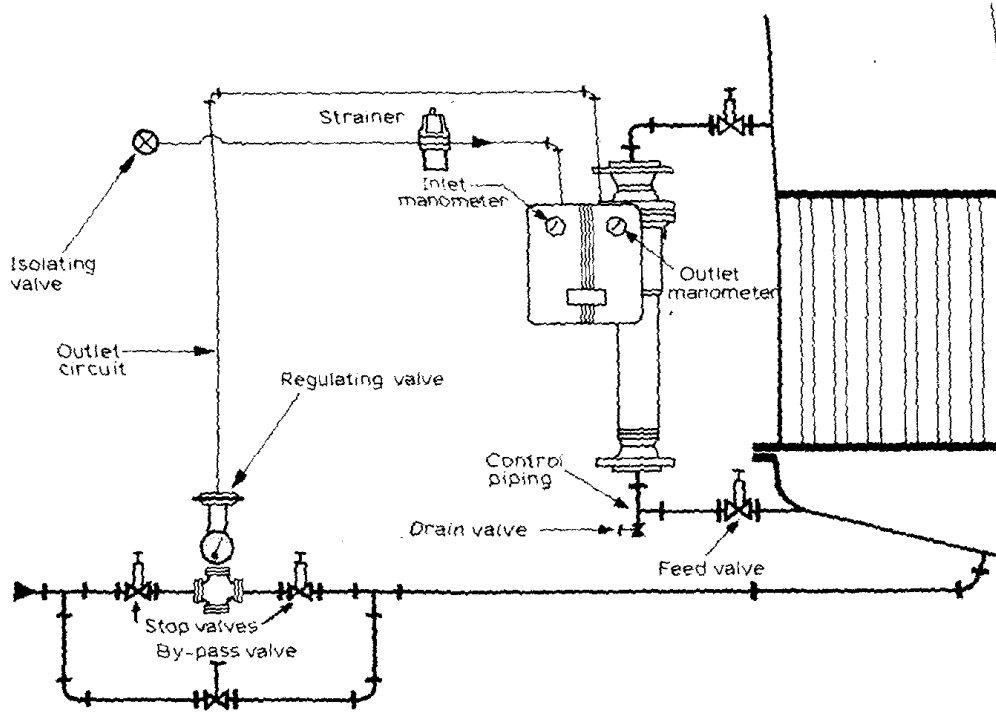 Strainer
Inlet
manometer
Isolating
valve
Outlet
manometer
Outlet
circuit
Regulating valve
Control
piping
Drain valve
Feed valve
Stop valves
By-pass valve